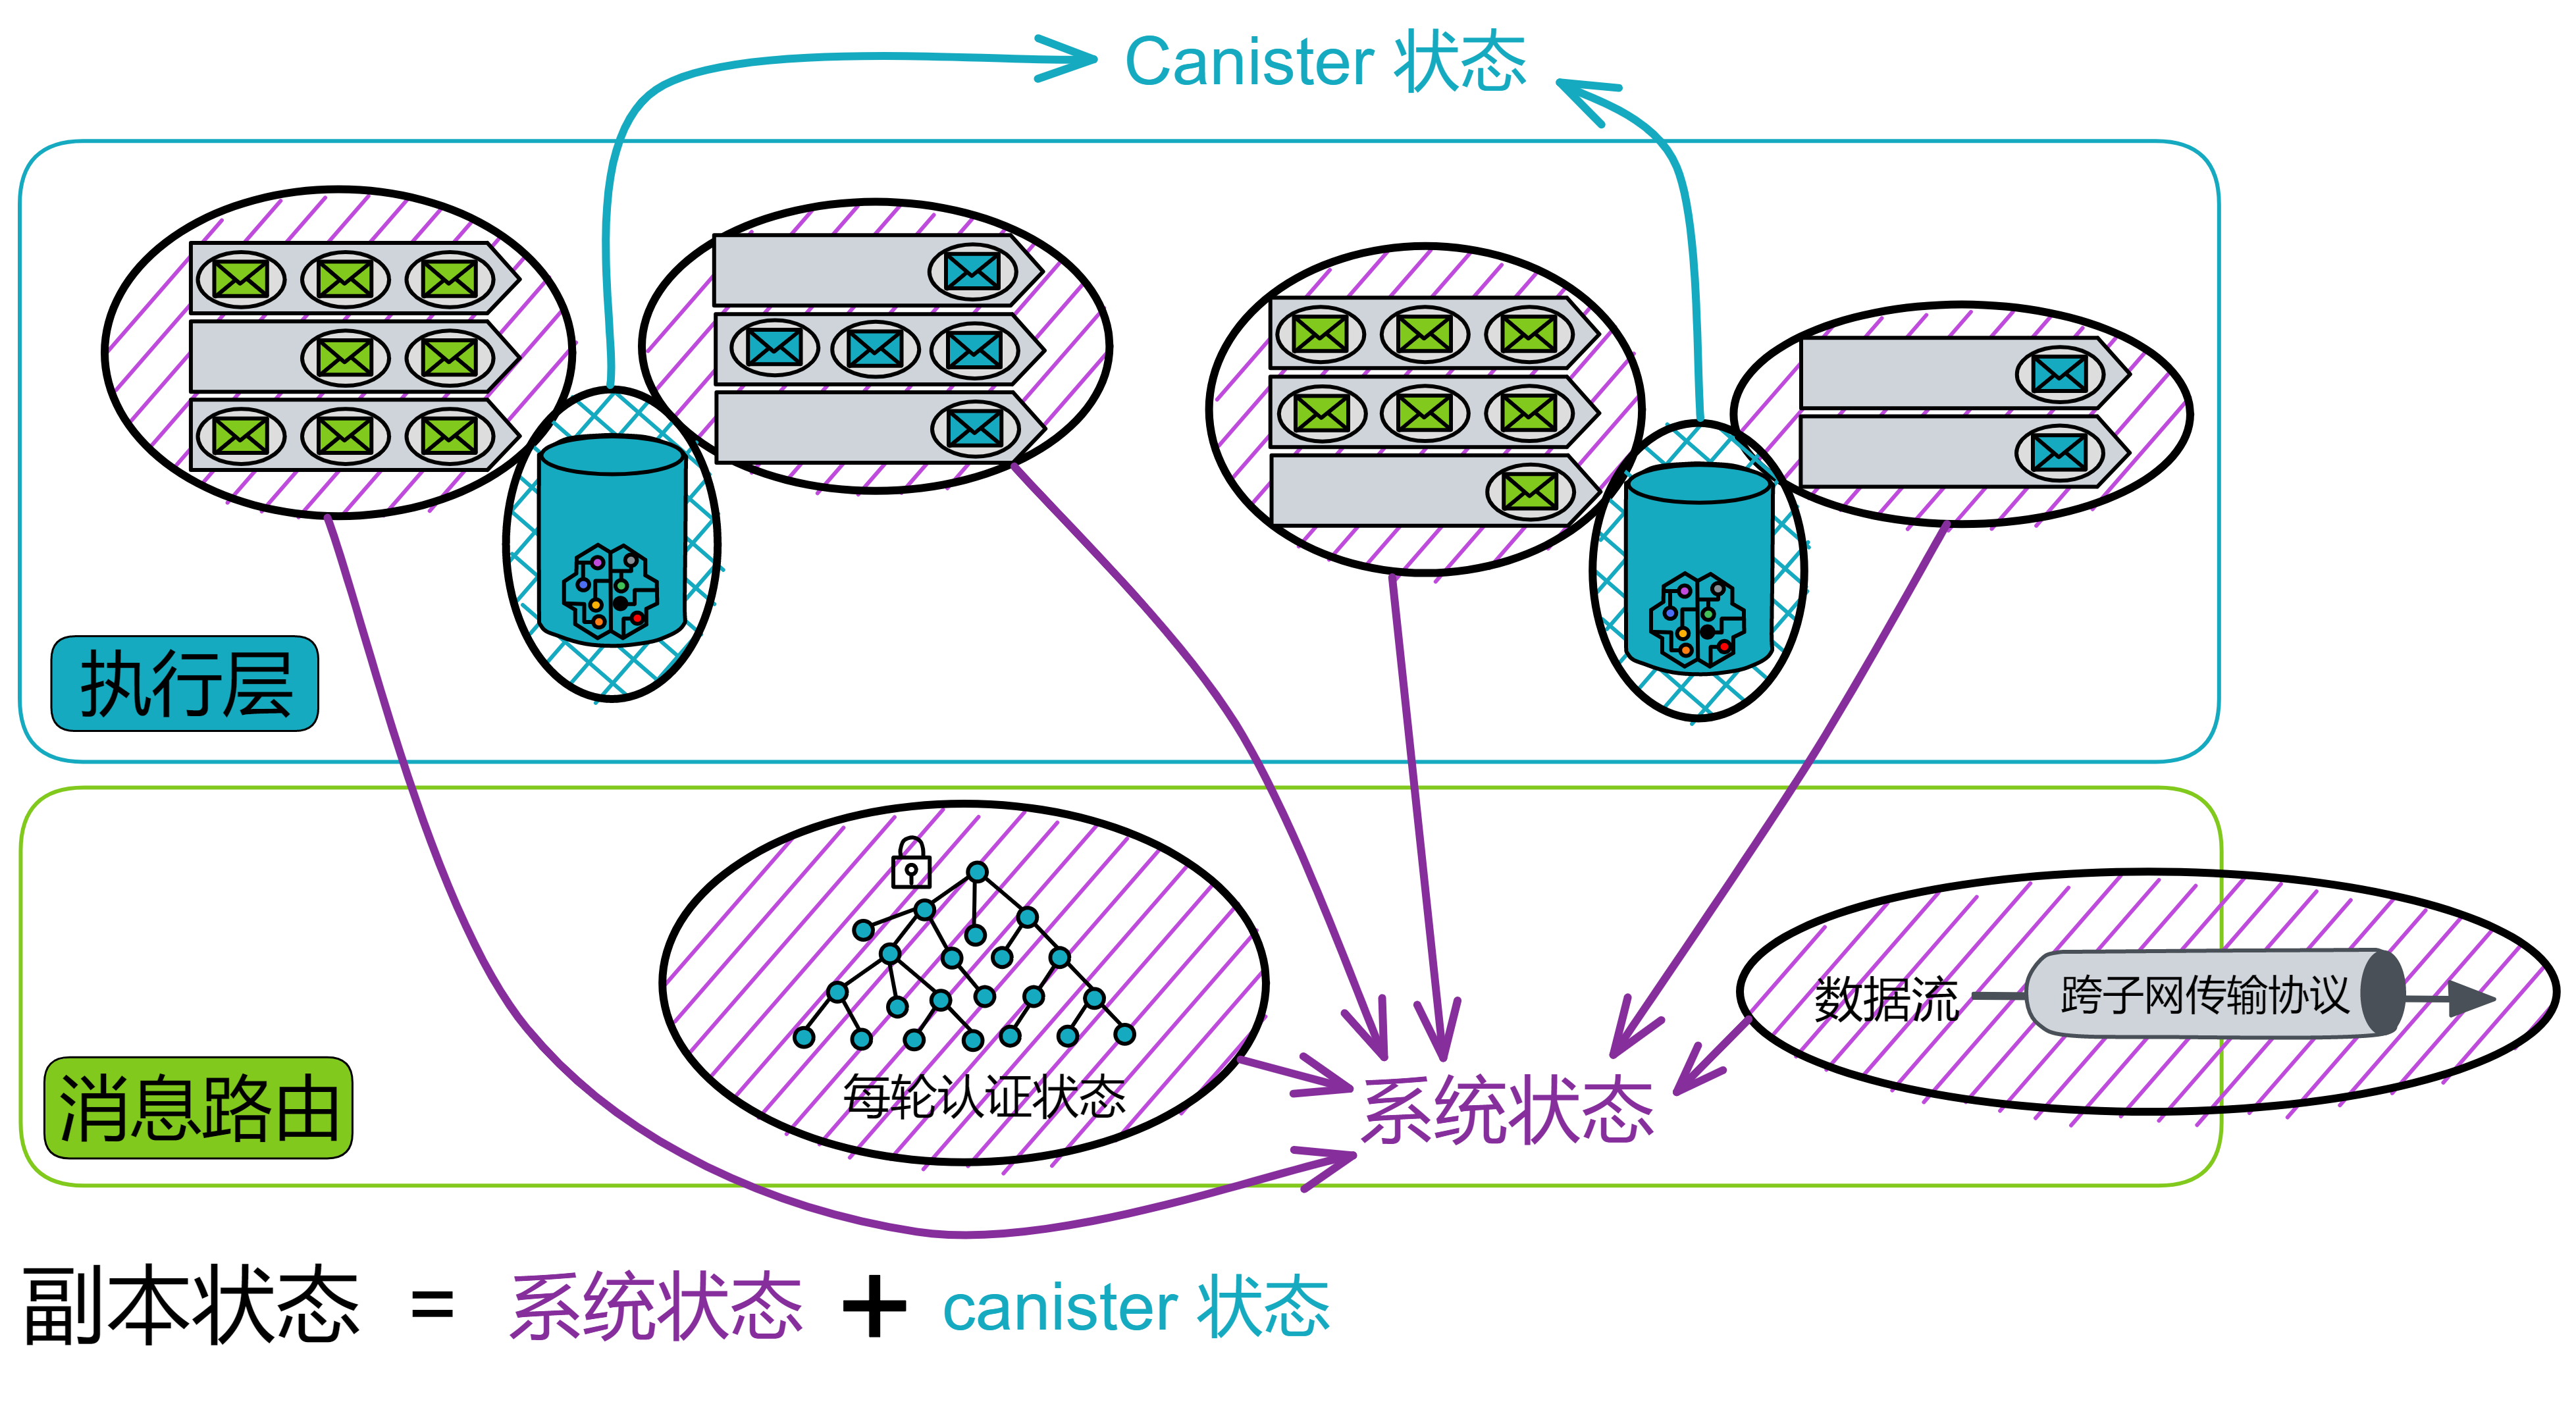 Canister 状态
执行层
数据流
跨子网传输协议
每轮认证状态
系统状态
消息路由
副本状态 = 系统状态 + canister 状态